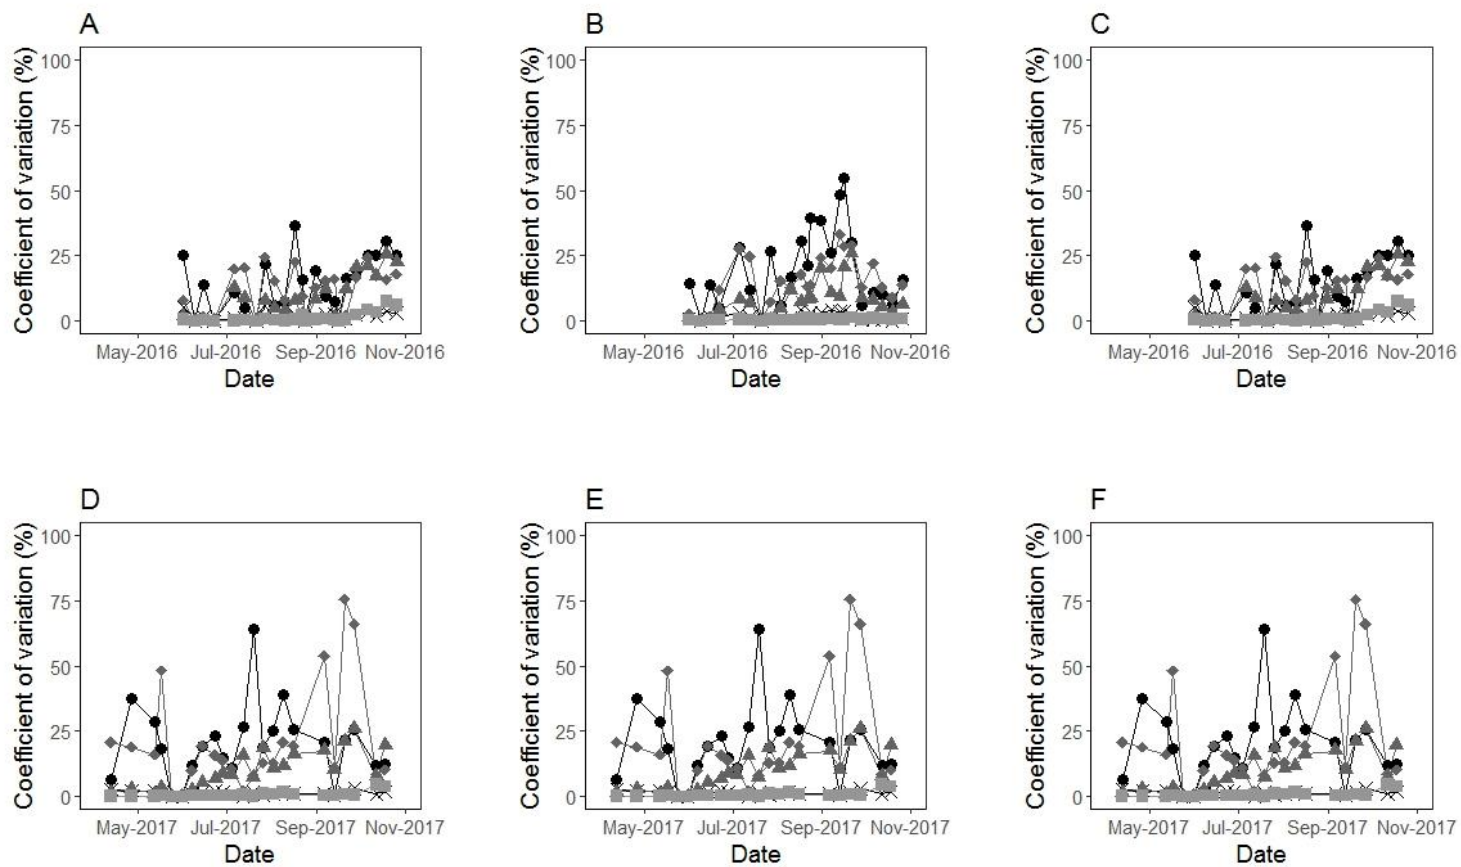 A
Coefficient of variation (%)
100
75
50
25
0
May-2016 Jul-2016 Sep-2016 Nov-2016
Date
B
Coefficient of variation (%)
100
75
50
25
0
May-2016 Jul-2016 Sep-2016 Nov-2016
Date
C
Coefficient of variation (%)
100
75
50
25
0
May-2016 Jul-2016 Sep-2016 Nov-2016
Date
D
Coefficient of variation (%)
100
75
50
25
0
May-2017 Jul-2017 Sep-2017 Nov-2017
Date
E
Coefficient of variation (%)
100
75
50
25
0
May-2017 Jul-2017 Sep-2017 Nov-2017
Date
F
Coefficient of variation (%)
100
75
50
25
0
May-2017 Jul-2017 Sep-2017 Nov-2017
Date